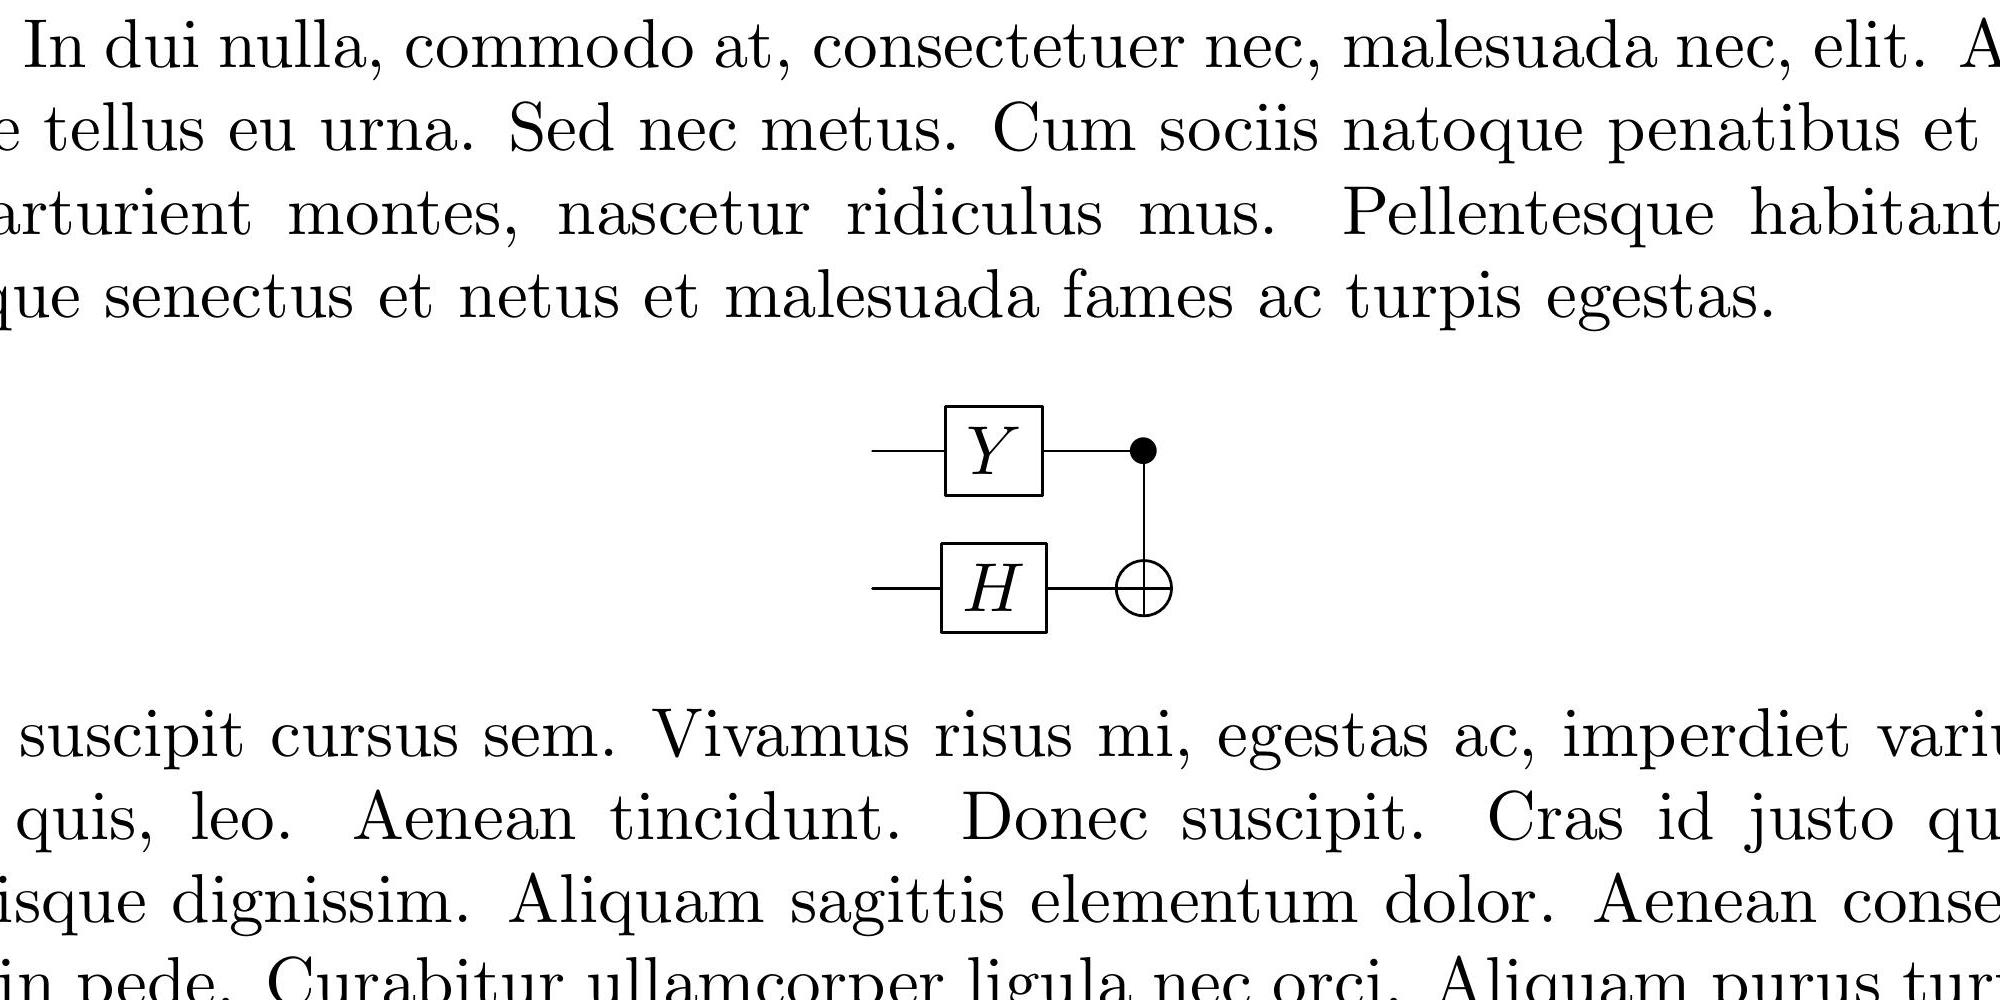 In dui nulla, commodo at, consectetuer nec, malesuada nec, elit. A
e tellus eu urna. Sed nec metus. Cum sociis natoque penatibus et
arturient montes, nascetur ridiculus mus. Pellentesque habitant
que senectus et netus et malesuada fames ac turpis egestas.
Y
H
suscipit cursus sem. Vivamus risus mi, egestas ac, imperdiet variu
quis, leo. Aenean tincidunt. Donec suscipit. Cras id justo qu
isque dignissim. Aliquam sagittis elementum dolor. Aenean conse
in pede. Curabitur ullamcorper ligula nec orci. Aliquam purus tur